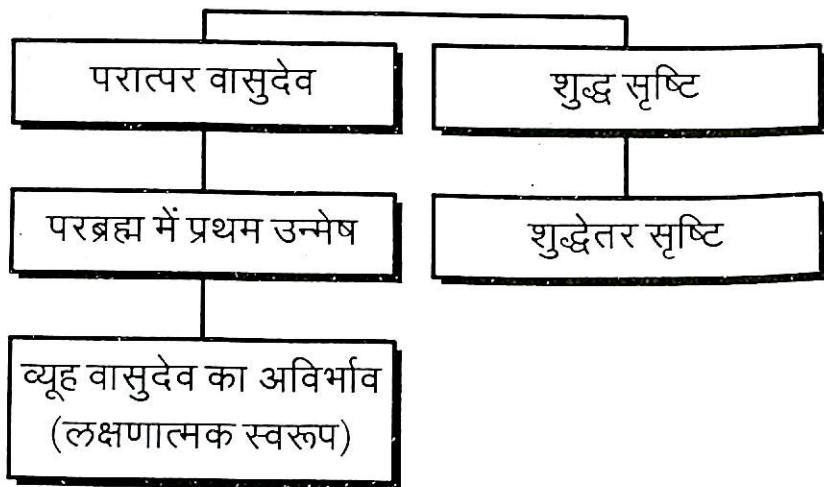 परात्पर वासुदेव
शुद्ध सृष्टि
परब्रह्म में प्रथम उन्मेष
शुद्धेतर सृष्टि
व्यूह वासुदेव का अविर्भाव
(लक्षणात्मक स्वरूप)